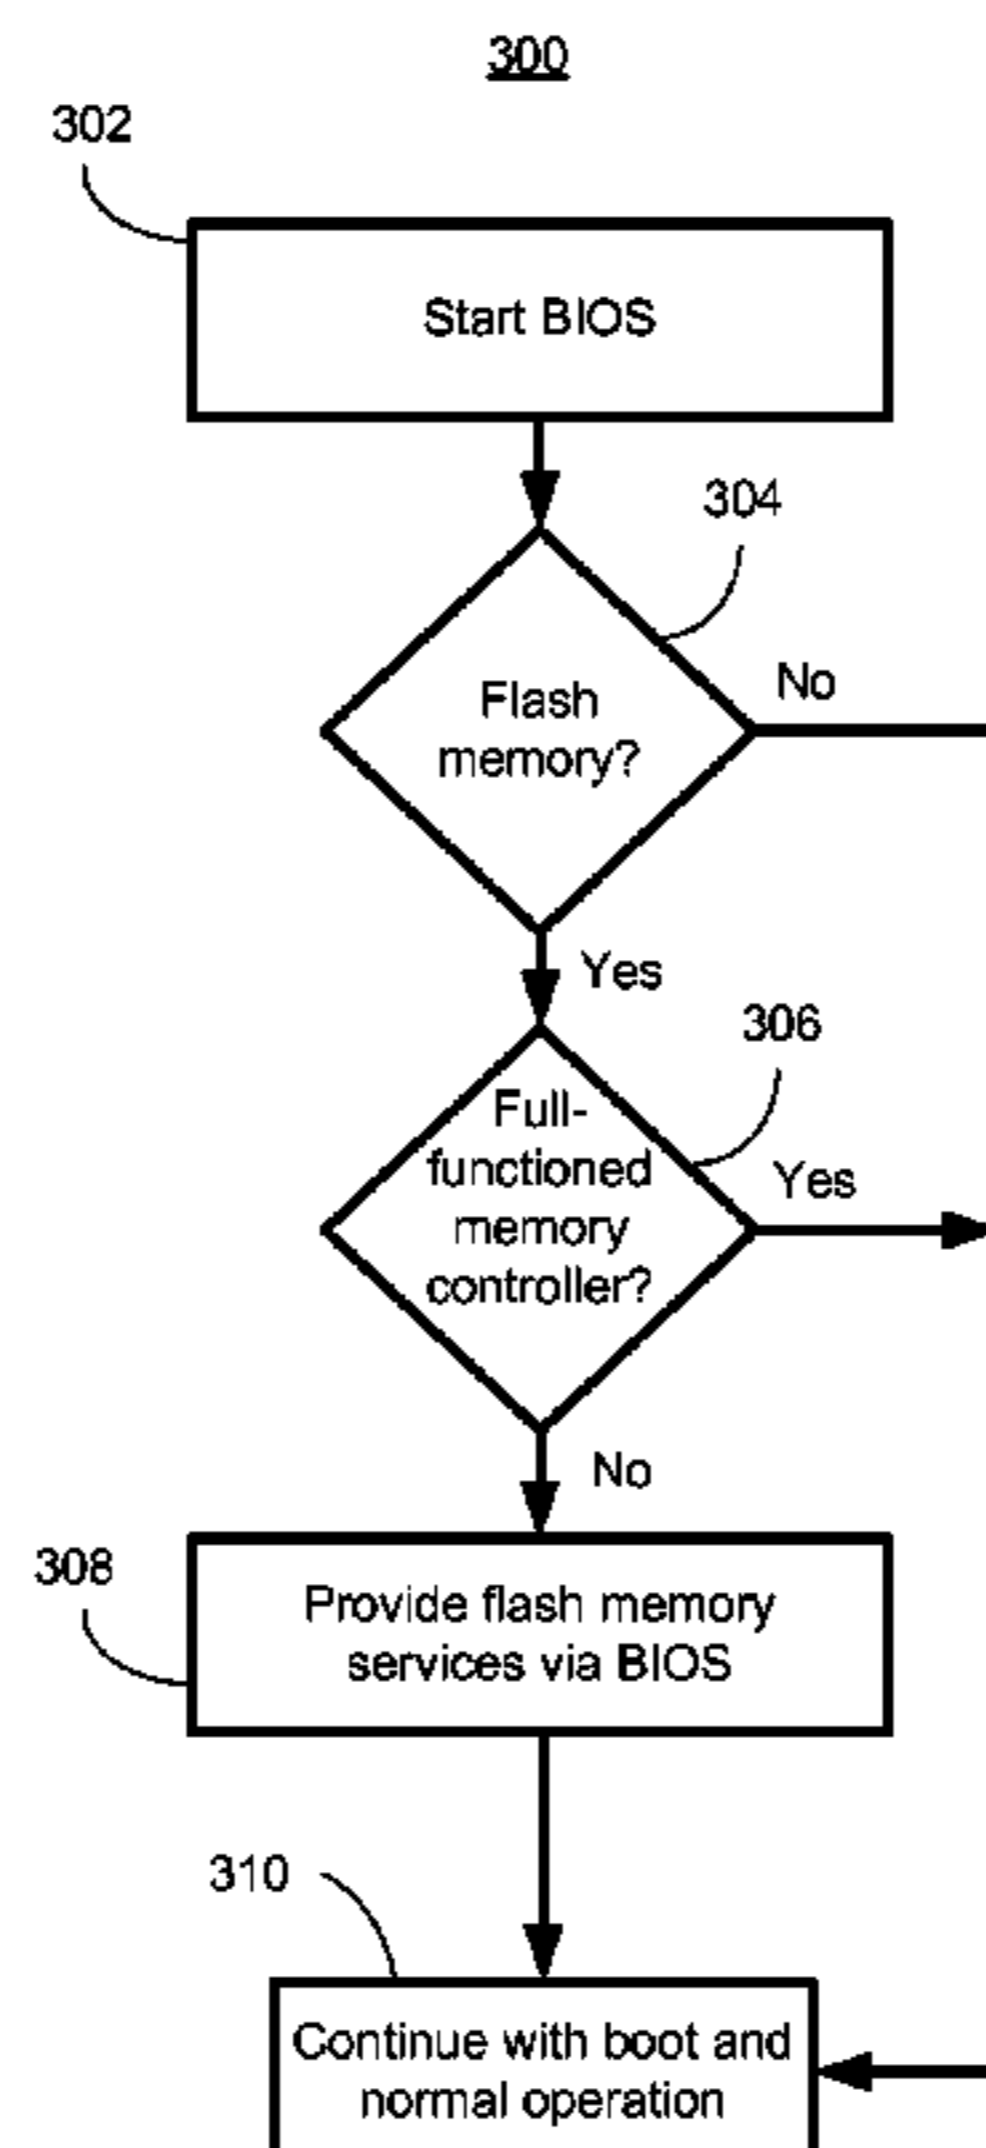 300
302
Start BIOS
304
Flash
memory?
No
Yes
306
Full-
functioned
memory
controller?
Yes
No
308
Provide flash memory
services via BIOS
310
Continue with boot and
normal operation